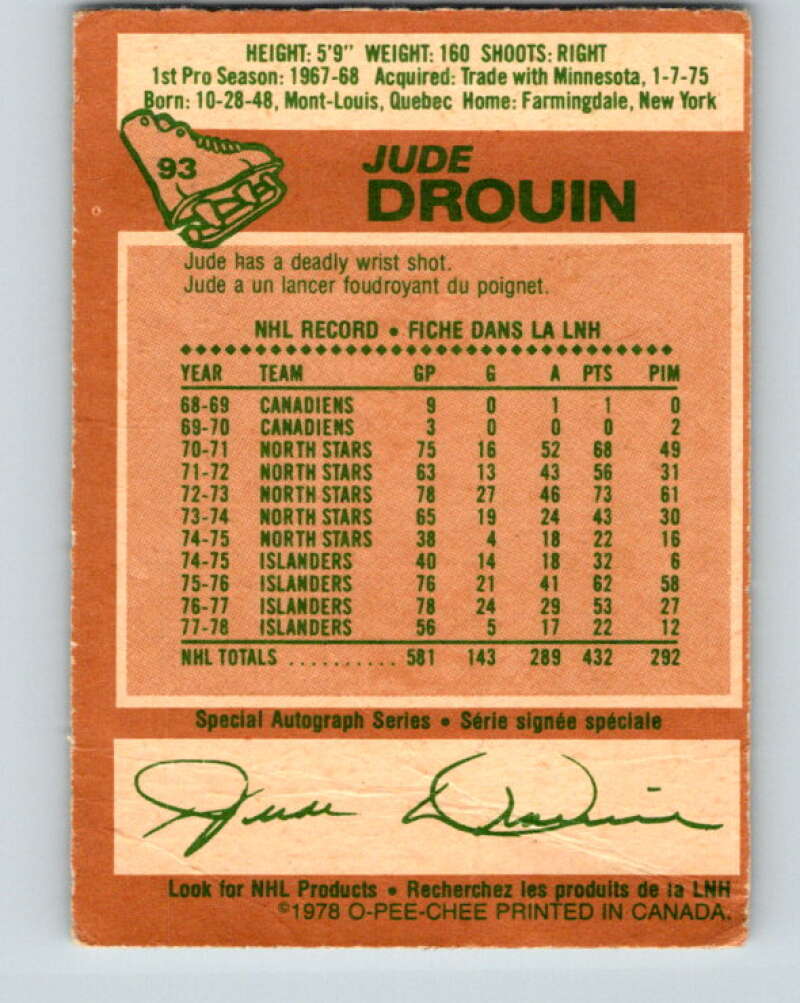 HEIGHT: 5'9" WEIGHT: 160 SHOOTS: RIGHT
1st Pro Season: 1967-68 Acquired: Trade with Minnesota, 1-7-75
Born: 10-28-48, Mont-Louis, Quebec Home: Farmingdale, New York
93
JUDE
DROUIN
Jude has a deadly wrist shot.
Jude a un lancer foudroyant du poignet.
NHL RECORD • FICHE DANS LA LNH
YEAR TEAM GP G A PTS PIM
68-69 CANADIENS 9 0 1 1 0
69-70 CANADIENS 3 0 0 0 2
70-71 NORTH STARS 75 16 52 68 49
71-72 NORTH STARS 63 13 43 56 31
72-73 NORTH STARS 78 27 46 73 61
73-74 NORTH STARS 65 19 24 43 30
74-75 NORTH STARS 38 4 18 22 16
74-75 ISLANDERS 40 14 18 32 6
75-76 ISLANDERS 76 21 41 62 58
76-77 ISLANDERS 78 24 29 53 27
77-78 ISLANDERS 56 5 17 22 12
NHL TOTALS .......... 581 143 289 432 292
Special Autograph Series • Série signée spéciale
Jude Drouin
Look for NHL Products • Recherchez les produits de la LNH
©1978 O-PEE-CHEE PRINTED IN CANADA.